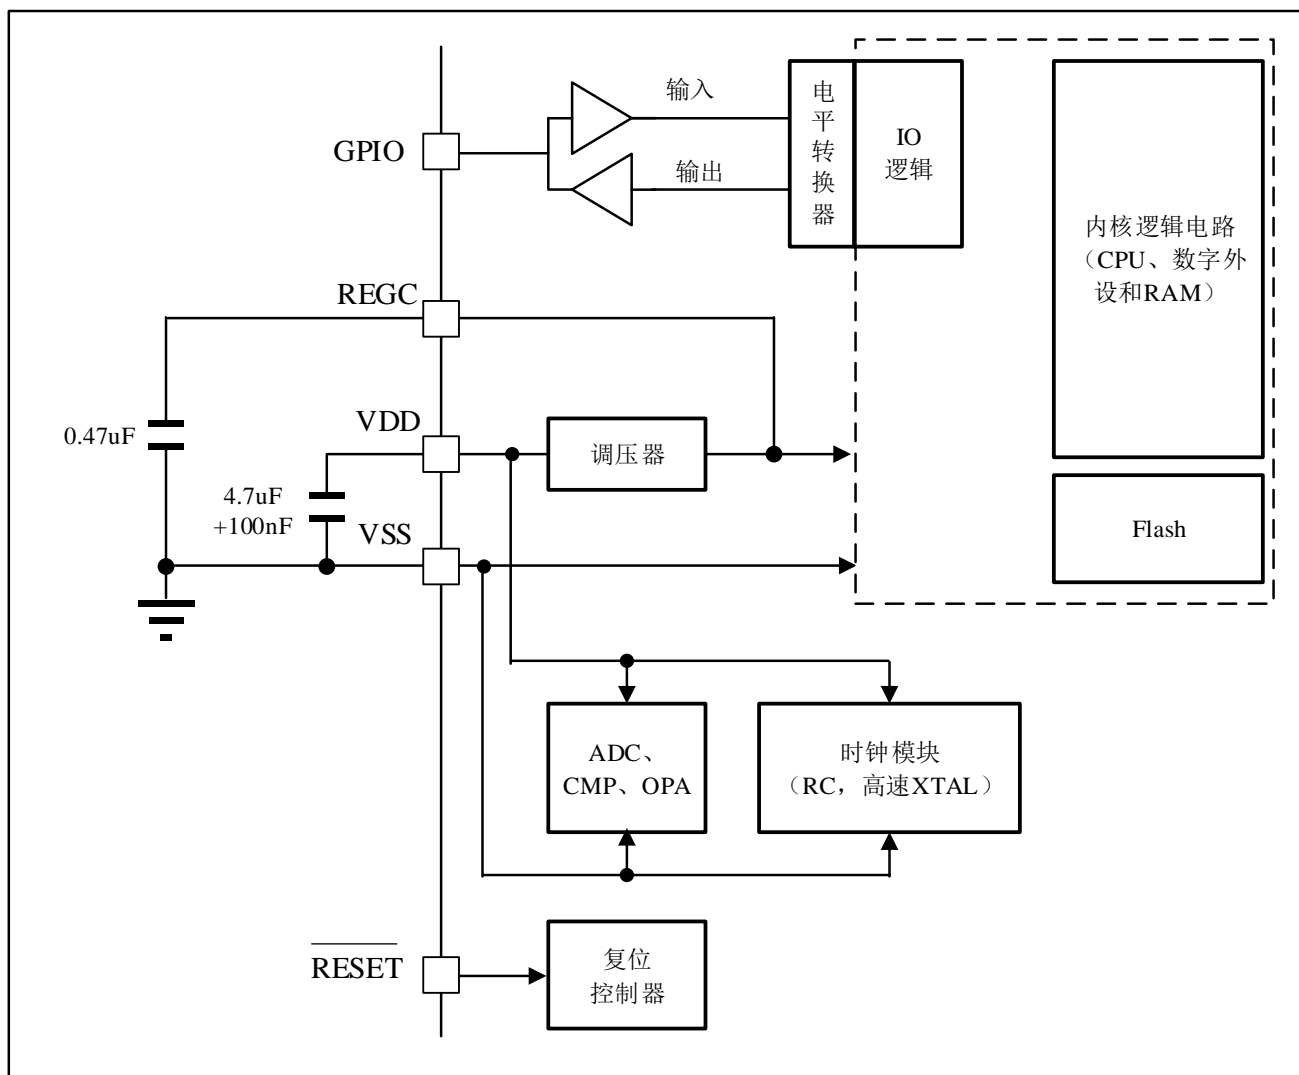 输入
电平转换器
IO
逻辑
GPIO
输出
内核逻辑电路
（CPU、数字外
设和RAM）
REGC
VDD
0.47uF
调压器
4.7uF
+100nF
VSS
Flash
ADC、
CMP、OPA
时钟模块
（RC，高速XTAL）
RESET
复位
控制器